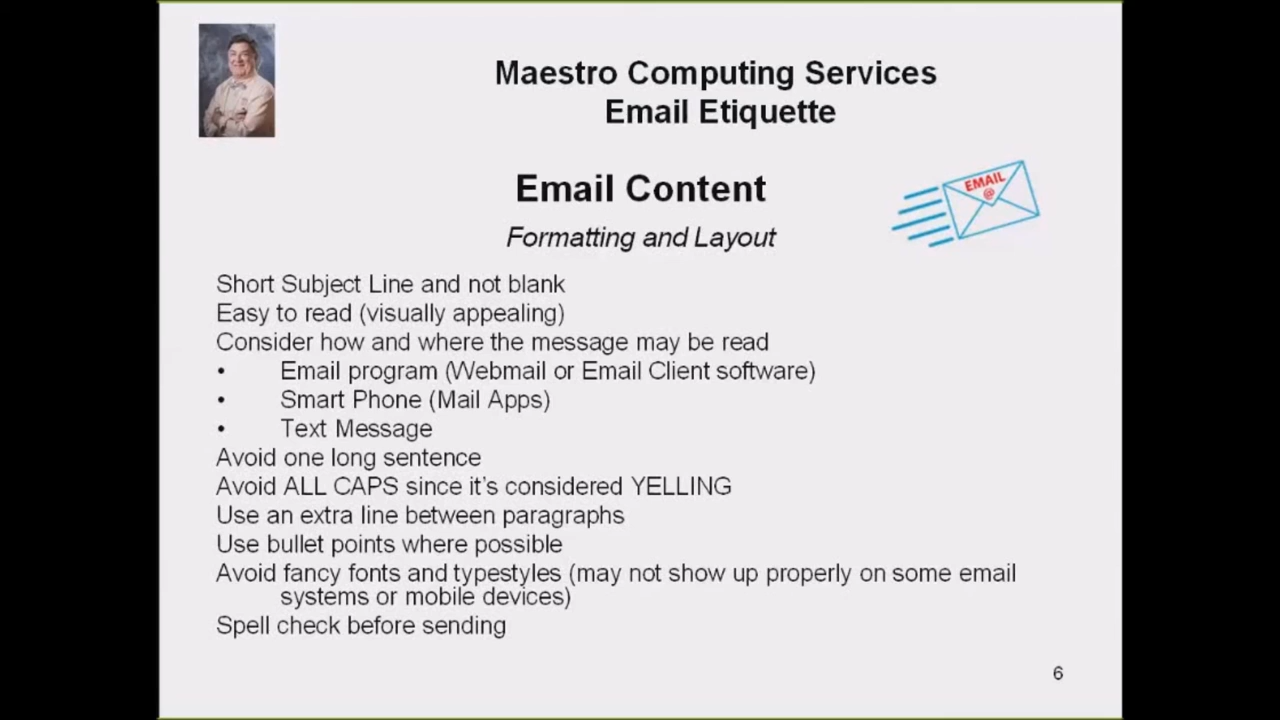 Maestro Computing Services
Email Etiquette
Email Content
EMAIL
@
Formatting and Layout
Short Subject Line and not blank
Easy to read (visually appealing)
Consider how and where the message may be read
• Email program (Webmail or Email Client software)
• Smart Phone (Mail Apps)
• Text Message
Avoid one long sentence
Avoid ALL CAPS since it's considered YELLING
Use an extra line between paragraphs
Use bullet points where possible
Avoid fancy fonts and typestyles (may not show up properly on some email
systems or mobile devices)
Spell check before sending
6